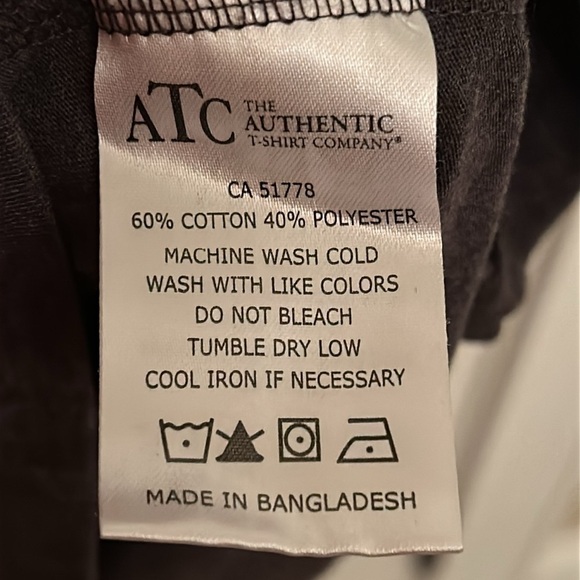 ATC THE
AUTHENTIC
T-SHIRT COMPANY®
CA 51778
60% COTTON 40% POLYESTER
MACHINE WASH COLD
WASH WITH LIKE COLORS
DO NOT BLEACH
TUMBLE DRY LOW
COOL IRON IF NECESSARY
MADE IN BANGLADESH